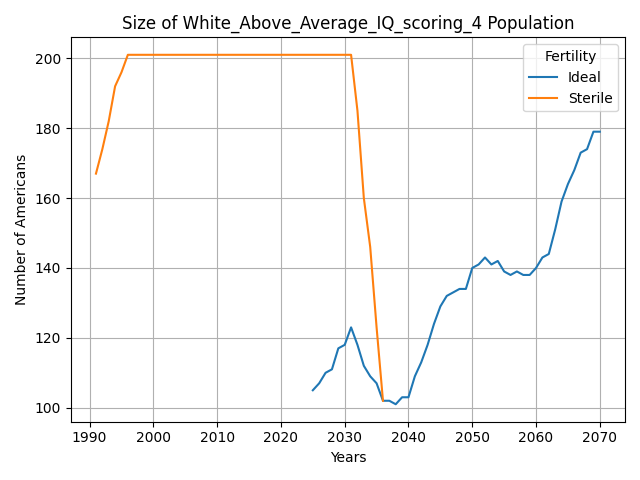 Size of White_Above_Average_IQ_scoring_4 Population
Number of Americans
200
180
160
140
120
100
Fertility
Ideal
Sterile
1990 2000 2010 2020 2030 2040 2050 2060 2070
Years